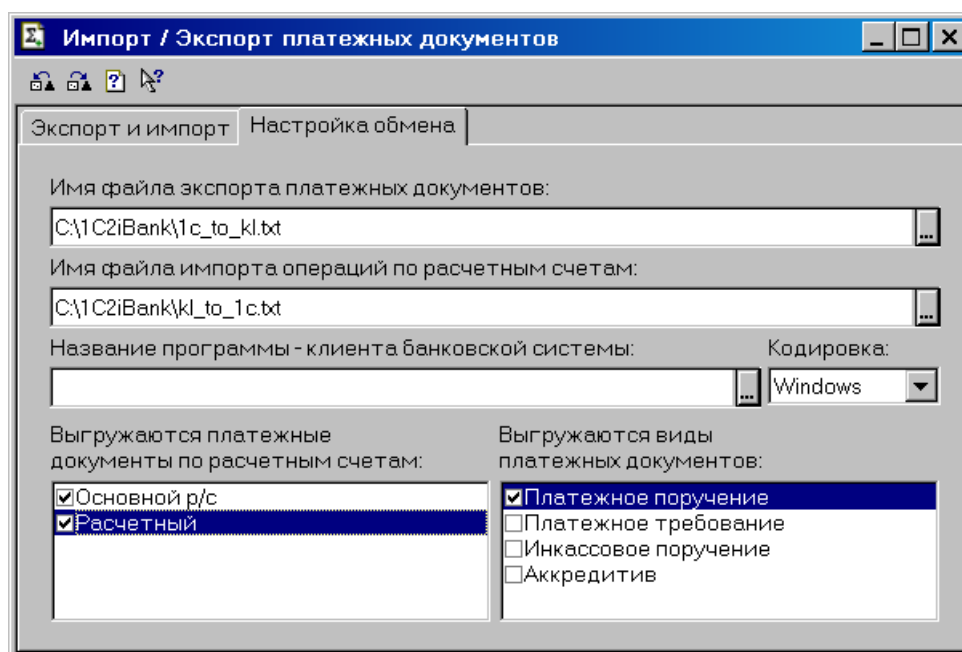 Импорт / Экспорт платежных документов
Экспорт и импорт
Настройка обмена
Имя файла экспорта платежных документов:
C:\1C2iBank\1c_to_kl.txt
...
Имя файла импорта операций по расчетным счетам:
C:\1C2iBank\kl_to_1c.txt
...
Название программы - клиента банковской системы:
Кодировка:
...
Windows
Выгружаются платежные
документы по расчетным счетам:
Основной р/с
Расчетный
Выгружаются виды
платежных документов:
Платежное поручение
Платежное требование
Инкассовое поручение
Аккредитив